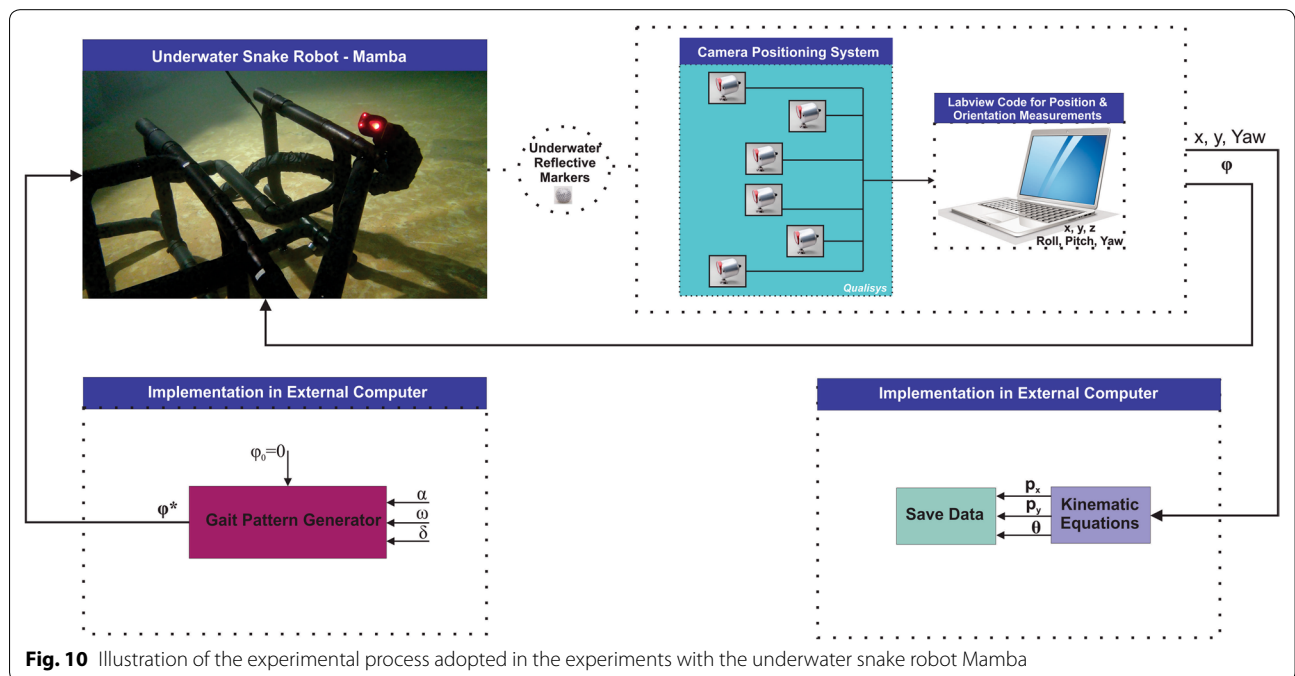 Underwater Snake Robot - Mamba
Underwater
Reflective
Markers
Camera Positioning System
Qualisys
Labview Code for Position &
Orientation Measurements
x, y, z
Roll, Pitch, Yaw
x, y, Yaw
φ
Implementation in External Computer
φ₀=0
φ*
Gait Pattern Generator
α
ω
δ
Implementation in External Computer
Save Data
pₓ
p_y
θ
Kinematic
Equations
Fig. 10 Illustration of the experimental process adopted in the experiments with the underwater snake robot Mamba